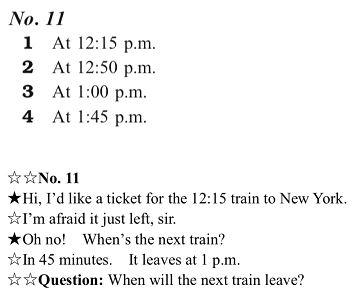 No. 11
1 At 12:15 p.m.
2 At 12:50 p.m.
3 At 1:00 p.m.
4 At 1:45 p.m.
☆☆No. 11
★Hi, I'd like a ticket for the 12:15 train to New York.
☆I'm afraid it just left, sir.
★Oh no! When's the next train?
☆In 45 minutes. It leaves at 1 p.m.
☆☆Question: When will the next train leave?